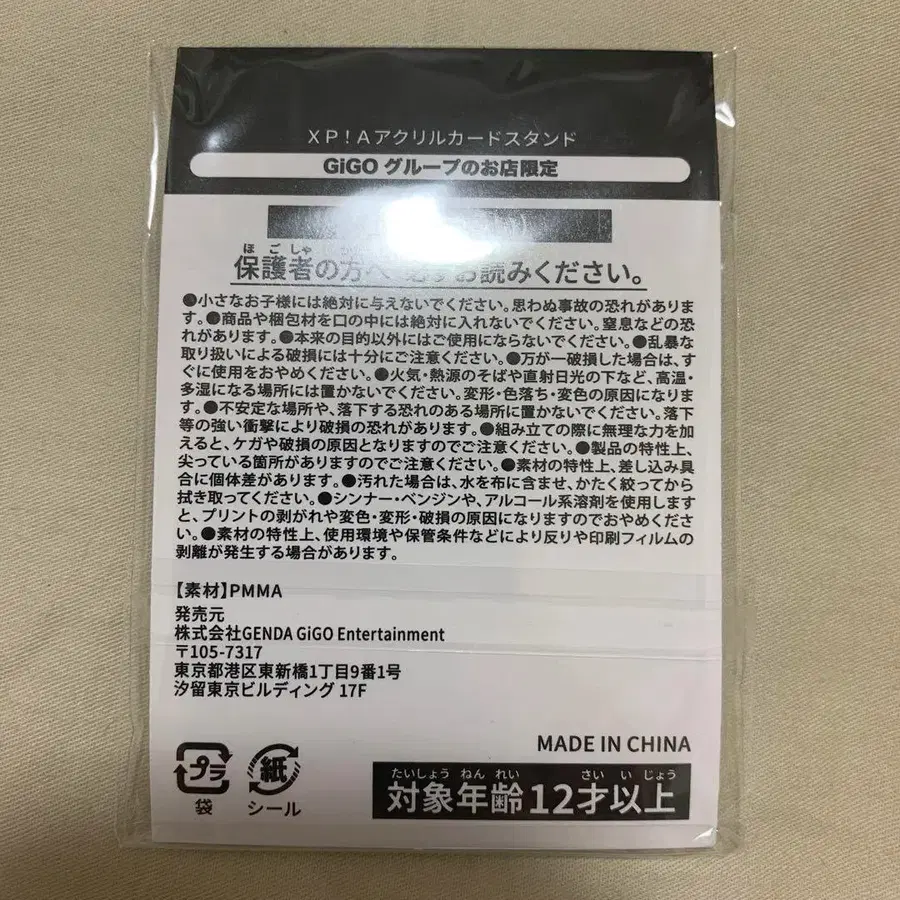 XP！Aアクリルカードスタンド
GiGO グループのお店限定
ほごしゃ
保護者の方へ 必ずお読みください。
●小さなお子様には絶対に与えないでください。思わぬ事故の恐れがありま
す。●商品や梱包材を口の中には絶対に入れないでください。窒息などの恐
れがあります。●本来の目的以外にはご使用にならないでください。●乱暴な
取り扱いによる破損には十分にご注意ください。●万が一破損した場合は、す
ぐに使用をおやめください。●火気・熱源のそばや直射日光の下など、高温・
多湿になる場所には置かないでください。変形・色落ち・変色の原因になりま
す。●不安定な場所や、落下する恐れのある場所に置かないでください。落下
等の強い衝撃により破損の恐れがあります。●組み立ての際に無理な力を加
えると、ケガや破損の原因となりますのでご注意ください。●製品の特性上、
尖っている箇所がありますのでご注意ください。●素材の特性上、差し込み具
合に個体差があります。●汚れた場合は、水を布に含ませ、かたく絞ってから
拭き取ってください。●シンナー・ベンジンや、アルコール系溶剤を使用します
と、プリントの剥がれや変色・変形・破損の原因になりますのでおやめくださ
い。●素材の特性上、使用環境や保管条件などにより反りや印刷フィルムの
剥離が発生する場合があります。
【素材】PMMA
発売元
株式会社GENDA GiGO Entertainment
〒105-7317
東京都港区東新橋1丁目9番1号
汐留東京ビルディング 17F
MADE IN CHINA
プラ 紙
袋 シール
たいしょう ねん れい さい い じょう
対象年齢12才以上